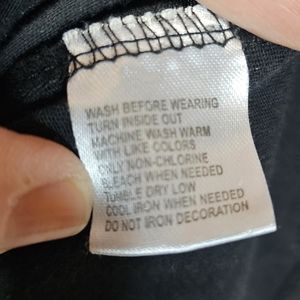 WASH BEFORE WEARING
TURN INSIDE OUT
MACHINE WASH WARM
WITH LIKE COLORS
ONLY NON-CHLORINE
BLEACH WHEN NEEDED
TUMBLE DRY LOW
COOL IRON WHEN NEEDED
DO NOT IRON DECORATION